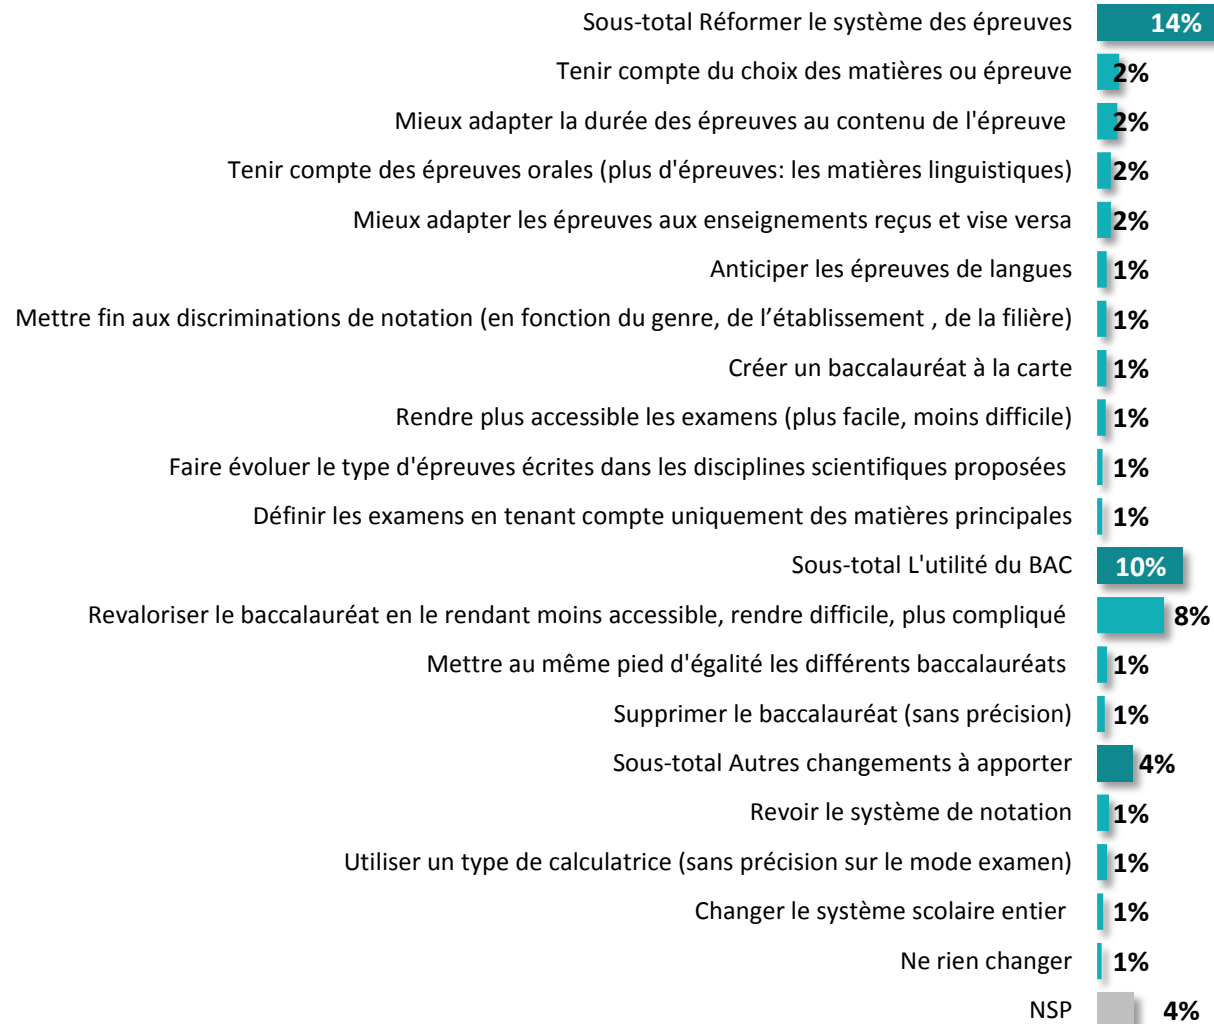 Sous-total Réformer le système des épreuves 14%
Tenir compte du choix des matières ou épreuve 2%
Mieux adapter la durée des épreuves au contenu de l'épreuve 2%
Tenir compte des épreuves orales (plus d'épreuves: les matières linguistiques) 2%
Mieux adapter les épreuves aux enseignements reçus et vise versa 2%
Anticiper les épreuves de langues 1%
Mettre fin aux discriminations de notation (en fonction du genre, de l’établissement , de la filière) 1%
Créer un baccalauréat à la carte 1%
Rendre plus accessible les examens (plus facile, moins difficile) 1%
Faire évoluer le type d'épreuves écrites dans les disciplines scientifiques proposées 1%
Définir les examens en tenant compte uniquement des matières principales 1%
Sous-total L'utilité du BAC 10%
Revaloriser le baccalauréat en le rendant moins accessible, rendre difficile, plus compliqué 8%
Mettre au même pied d'égalité les différents baccalauréats 1%
Supprimer le baccalauréat (sans précision) 1%
Sous-total Autres changements à apporter 4%
Revoir le système de notation 1%
Utiliser un type de calculatrice (sans précision sur le mode examen) 1%
Changer le système scolaire entier 1%
Ne rien changer 1%
NSP 4%